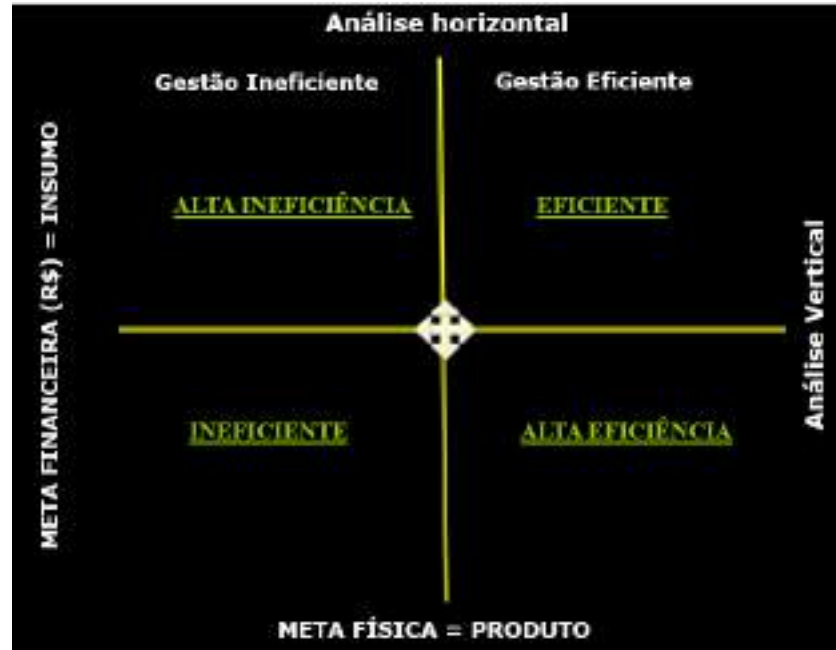 Análise horizontal
Gestão Ineficiente
Gestão Eficiente
META FINANCEIRA (R$) = INSUMO
ALTA INEFICIÊNCIA
EFICIENTE
Análise Vertical
INEFICIENTE
ALTA EFICIÊNCIA
META FÍSICA = PRODUTO